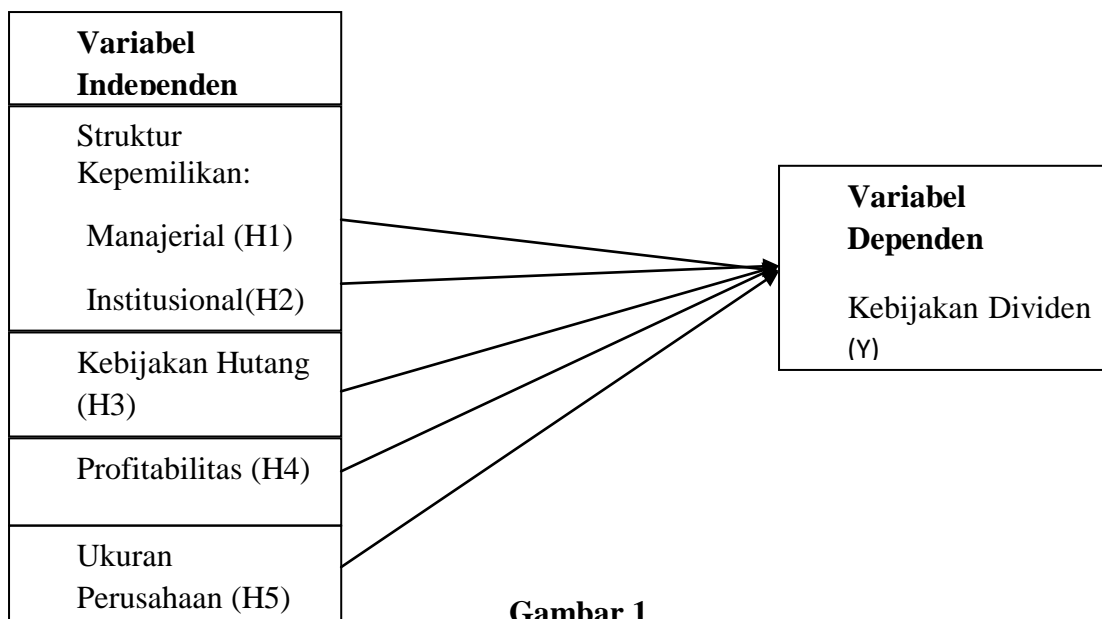 Variabel
Independen
Struktur
Kepemilikan:
Manajerial (H1)
Institusional(H2)
Kebijakan Hutang
(H3)
Profitabilitas (H4)
Ukuran
Perusahaan (H5)
Variabel
Dependen
Kebijakan Dividen
(Y)
Gambar 1